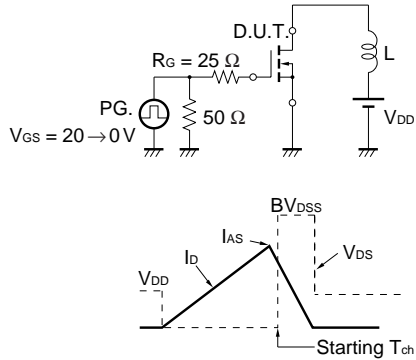 D.U.T.
RG = 25 Ω
L
PG.
50 Ω
VDD
VGS = 20 → 0 V
BVDSS
IAS
ID
VDS
VDD
Starting Tch